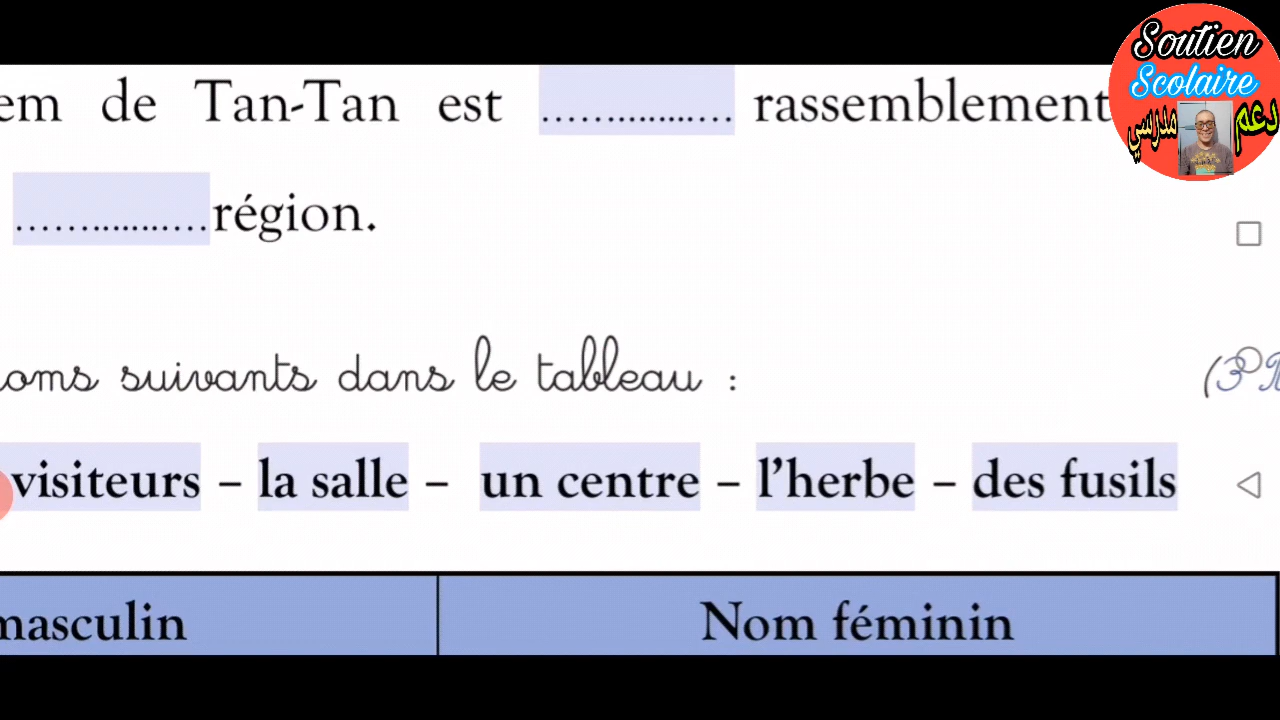 Soutien
Scolaire
دعم مدرسي
em de Tan-Tan est ................. rassemblement
................. région.
oms suivants dans le tableau : (3
visiteurs – la salle – un centre – l'herbe – des fusils
masculin Nom féminin